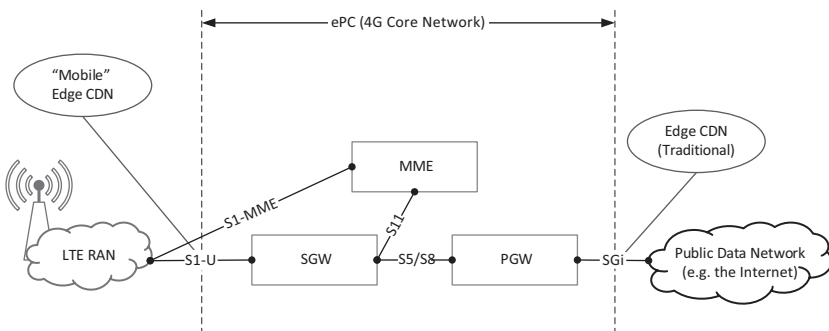 ePC (4G Core Network)
“Mobile”
Edge CDN
Edge CDN
(Traditional)
MME
S1-MME
S11
LTE RAN
S1-U
SGW
S5/S8
PGW
SGi
Public Data Network
(e.g. the Internet)